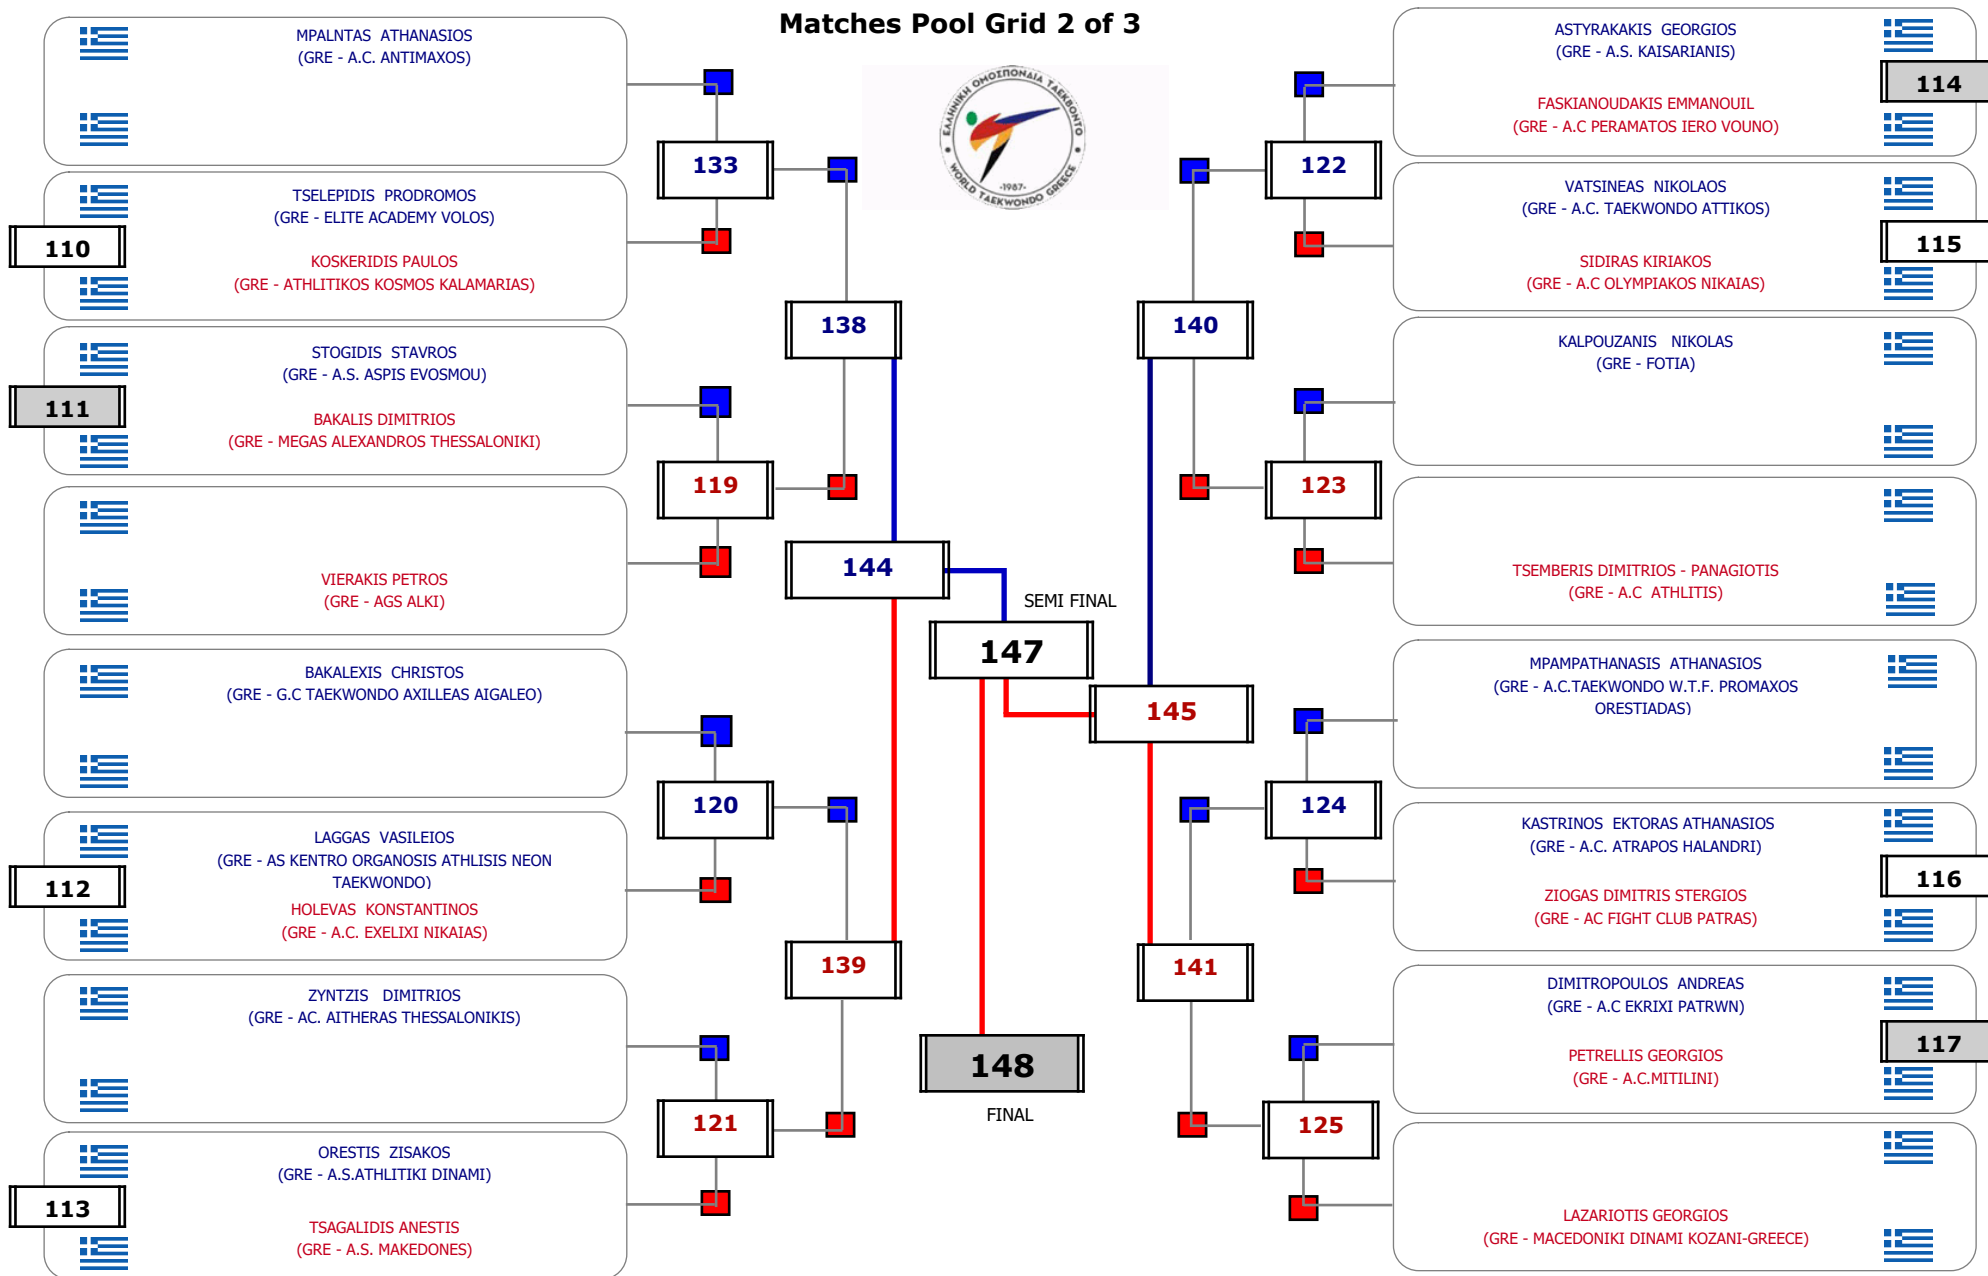 Matches Pool Grid 2 of 3
ΕΛΛΗΝΙΚΗ ΟΜΟΣΠΟΝΔΙΑ ΤΑΕΚΒΟΝΤΟ
-1987-
WORLD TAEKWONDO GREECE
MPALNTAS ATHANASIOS
(GRE - A.C. ANTIMAXOS)
133
TSELEPIDIS PRODROMOS
(GRE - ELITE ACADEMY VOLOS)
110
KOSKERIDIS PAULOS
(GRE - ATHLITIKOS KOSMOS KALAMARIAS)
138
STOGIDIS STAVROS
(GRE - A.S. ASPIS EVOSMOU)
111
BAKALIS DIMITRIOS
(GRE - MEGAS ALEXANDROS THESSALONIKI)
119
VIERAKIS PETROS
(GRE - AGS ALKI)
144
BAKALEXIS CHRISTOS
(GRE - G.C TAEKWONDO AXILLEAS AIGALEO)
120
LAGGAS VASILEIOS
(GRE - AS KENTRO ORGANOSIS ATHLISIS NEON
TAEKWONDO)
112
HOLEVAS KONSTANTINOS
(GRE - A.C. EXELIXI NIKAIAS)
139
ZYNTZIS DIMITRIOS
(GRE - AC. AITHERAS THESSALONIKIS)
121
ORESTIS ZISAKOS
(GRE - A.S.ATHLITIKI DINAMI)
113
TSAGALIDIS ANESTIS
(GRE - A.S. MAKEDONES)
SEMI FINAL
147
148
FINAL
ASTYRAKAKIS GEORGIOS
(GRE - A.S. KAISARIANIS)
114
FASKIANOUDAKIS EMMANOUIL
(GRE - A.C PERAMATOS IERO VOUNO)
122
VATSINEAS NIKOLAOS
(GRE - A.C. TAEKWONDO ATTIKOS)
115
SIDIRAS KIRIAKOS
(GRE - A.C OLYMPIAKOS NIKAIAS)
140
KALPOUZANIS NIKOLAS
(GRE - FOTIA)
123
TSEMBERIS DIMITRIOS - PANAGIOTIS
(GRE - A.C ATHLITIS)
145
MPAMPATHANASIS ATHANASIOS
(GRE - A.C.TAEKWONDO W.T.F. PROMAXOS
ORESTIADAS)
124
KASTRINOS EKTORAS ATHANASIOS
(GRE - A.C. ATRAPOS HALANDRI)
116
ZIOGAS DIMITRIS STERGIOS
(GRE - AC FIGHT CLUB PATRAS)
141
DIMITROPOULOS ANDREAS
(GRE - A.C EKRIXI PATRWN)
117
PETRELLIS GEORGIOS
(GRE - A.C.MITILINI)
125
LAZARIOTIS GEORGIOS
(GRE - MACEDONIKI DINAMI KOZANI-GREECE)